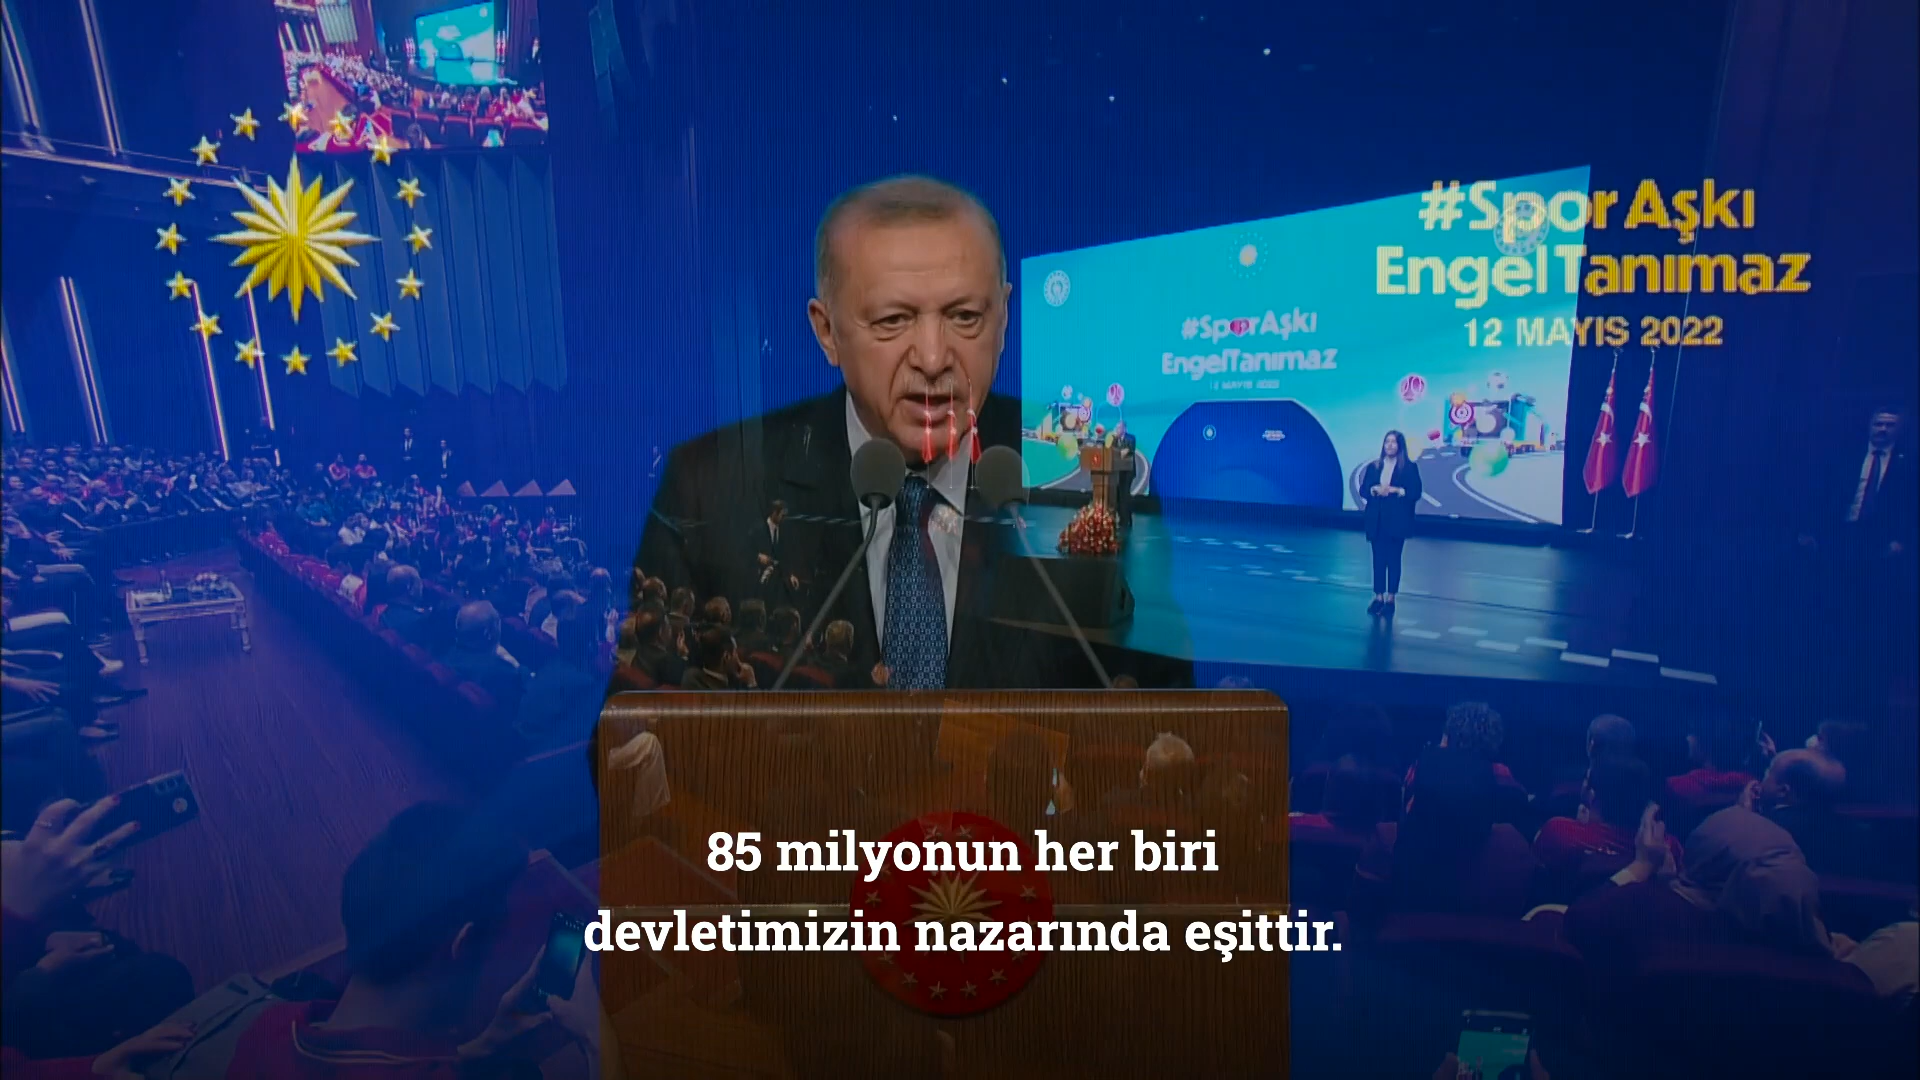 #SporAşkı
EngelTanımaz
12 MAYIS 2022
#SporAşkı
EngelTanımaz
12 MAYIS 2022
85 milyonun her biri
devletimizin nazarında eşittir.